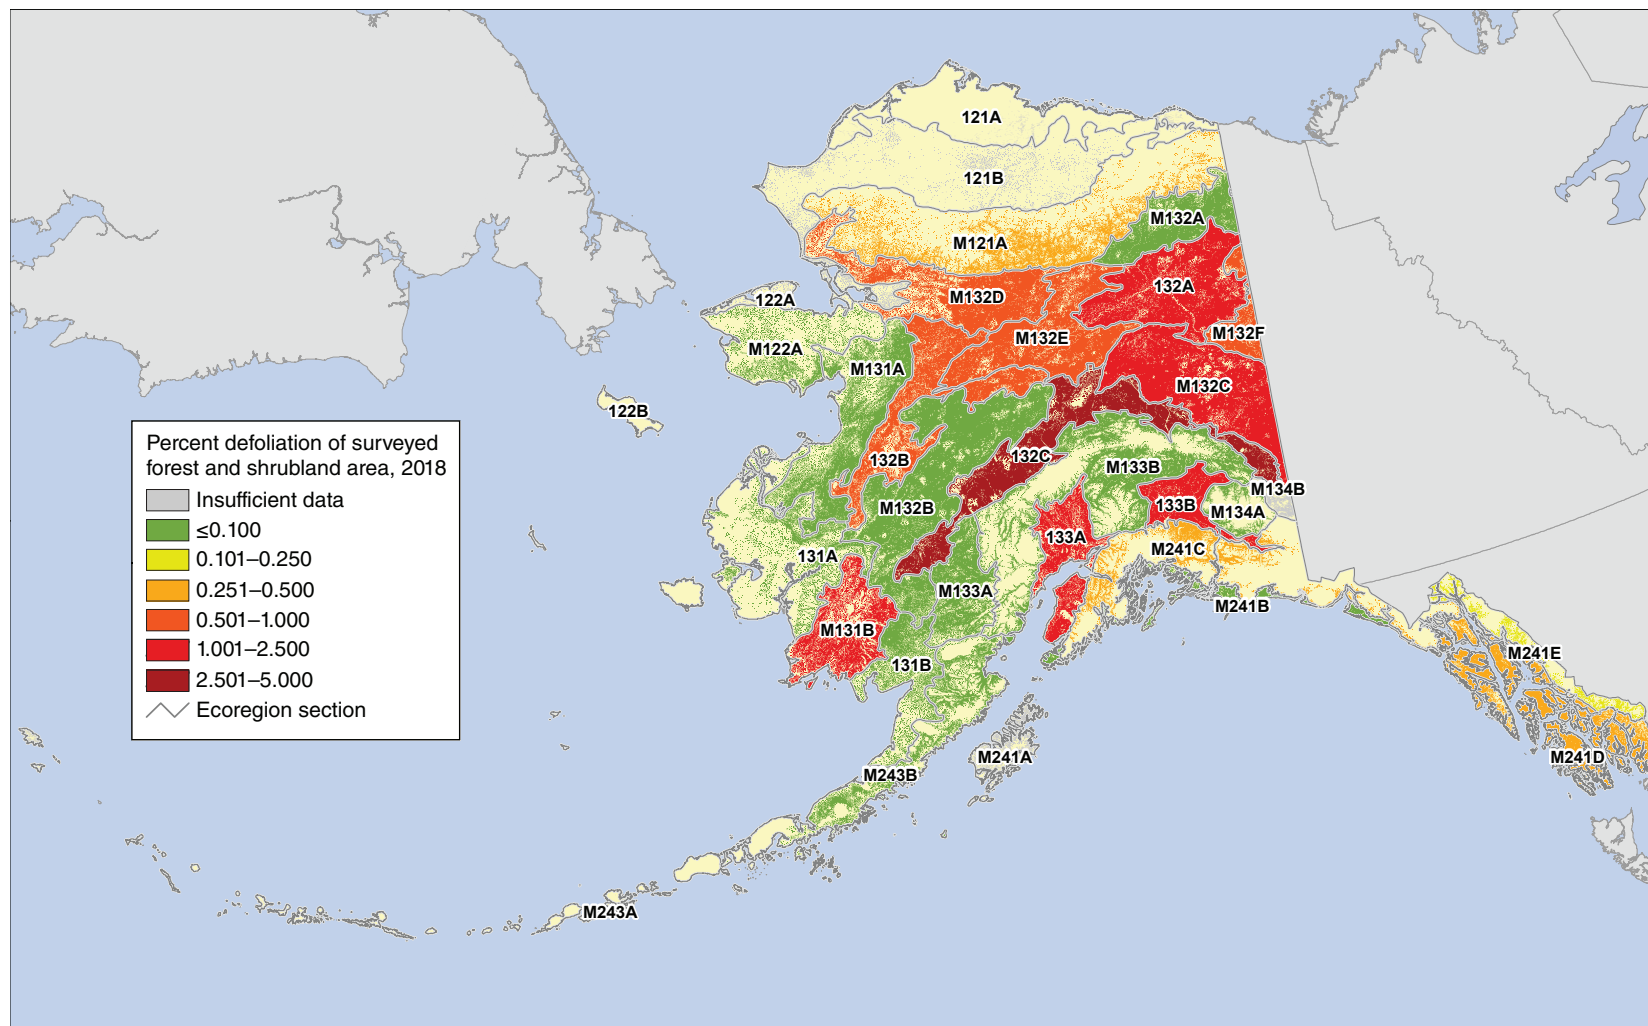 121A
121B
M132A
M121A
132A
M132D
122A
M132F
M132E
M122A
M131A
M132C
122B
132B
132C
M133B
M134B
133B
M134A
M132B
133A
M241C
131A
M133A
M241B
M131B
M241E
131B
M241A
M241D
M243B
M243A
Percent defoliation of surveyed
forest and shrubland area, 2018
Insufficient data
≤0.100
0.101–0.250
0.251–0.500
0.501–1.000
1.001–2.500
2.501–5.000
Ecoregion section